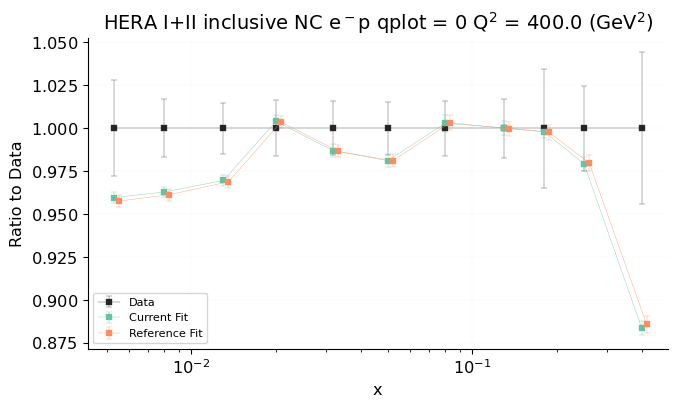 HERA I+II inclusive NC e⁻p qplot = 0 Q² = 400.0 (GeV²)
1.050
1.025
1.000
0.975
0.950
0.925
0.900
0.875
Ratio to Data
Data
Current Fit
Reference Fit
10⁻²
10⁻¹
x